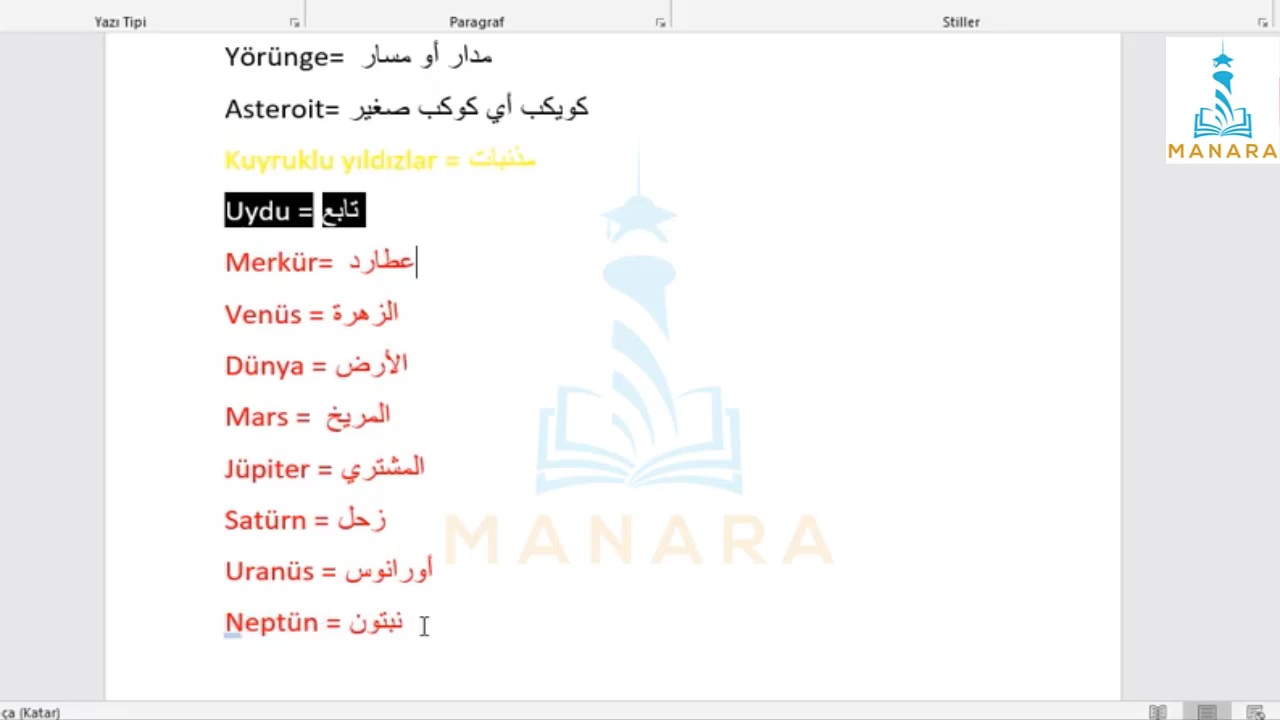 Yazı Tipi Paragraf Stiller
Yörünge= مدار أو مسار
Asteroit= كويكب أي كوكب صغير
Kuyruklu yıldızlar = مذنبات
Uydu = تابع
Merkür= عطارد
Venüs = الزهرة
Dünya = الأرض
Mars = المريخ
Jüpiter = المشتري
Satürn = زحل
Uranüs = أورانوس
Neptün = نبتون
MANARA
MANARA
ça (Katar)